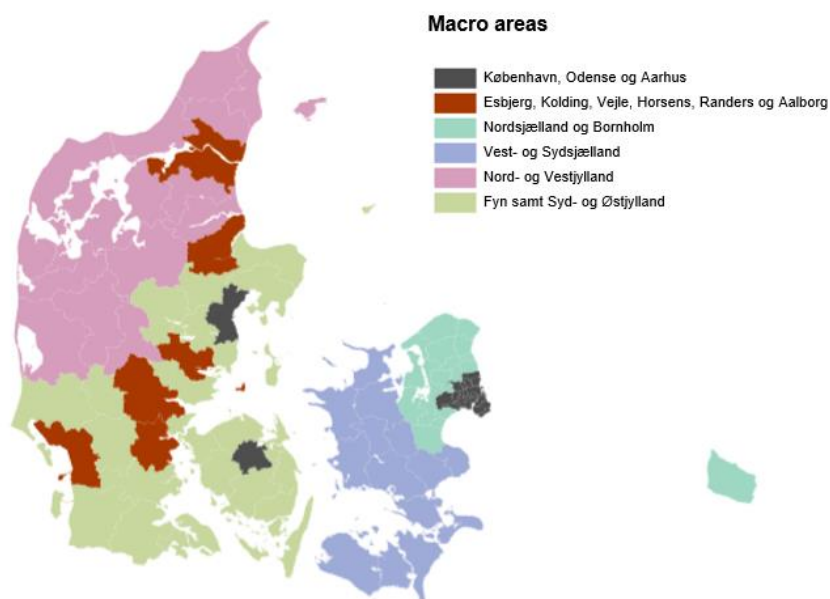 Macro areas
København, Odense og Aarhus
Esbjerg, Kolding, Vejle, Horsens, Randers og Aalborg
Nordsjælland og Bornholm
Vest- og Sydsjælland
Nord- og Vestjylland
Fyn samt Syd- og Østjylland